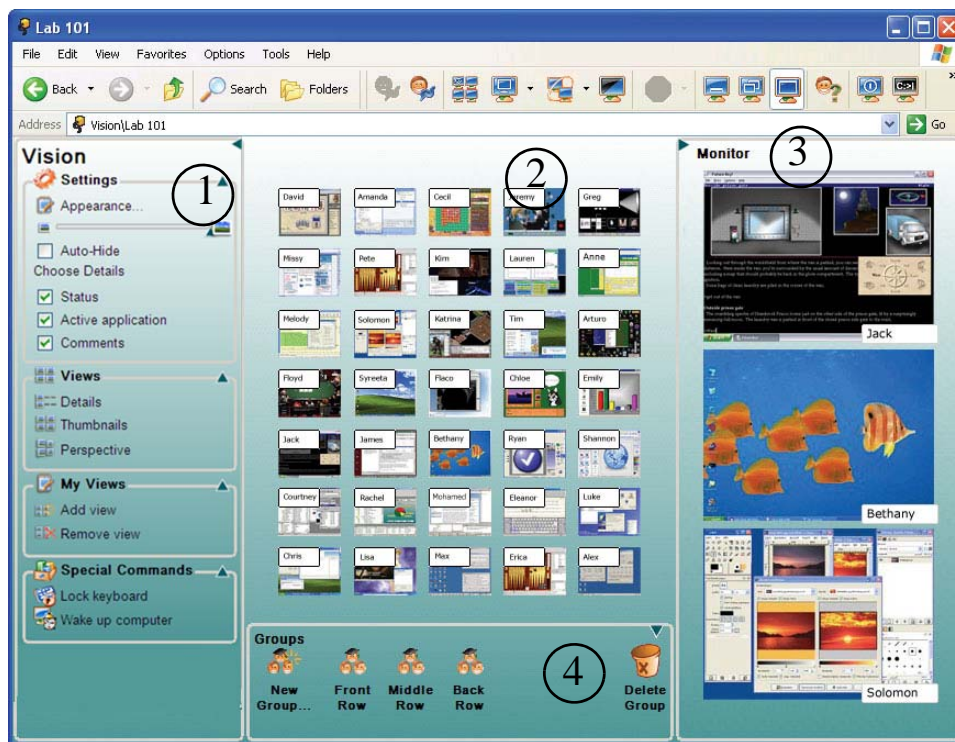 Lab 101
File Edit View Favorites Options Tools Help
Back Search Folders
Address Vision\Lab 101 Go
Vision
1
Settings
Appearance...
Auto-Hide
Choose Details
Status
Active application
Comments
Views
Details
Thumbnails
Perspective
My Views
Add view
Remove view
Special Commands
Lock keyboard
Wake up computer
2
David Amanda Cecil Jeremy Greg
Missy Pete Kim Lauren Anne
Melody Solomon Katrina Tim Arturo
Floyd Syreeta Flaco Chloe Emily
Jack James Bethany Ryan Shannon
Courtney Rachel Mohamed Eleanor Luke
Chris Lisa Max Erica Alex
Groups
New Group...
Front Row
Middle Row
Back Row
4
Delete Group
Monitor
3
Jack
Bethany
Solomon